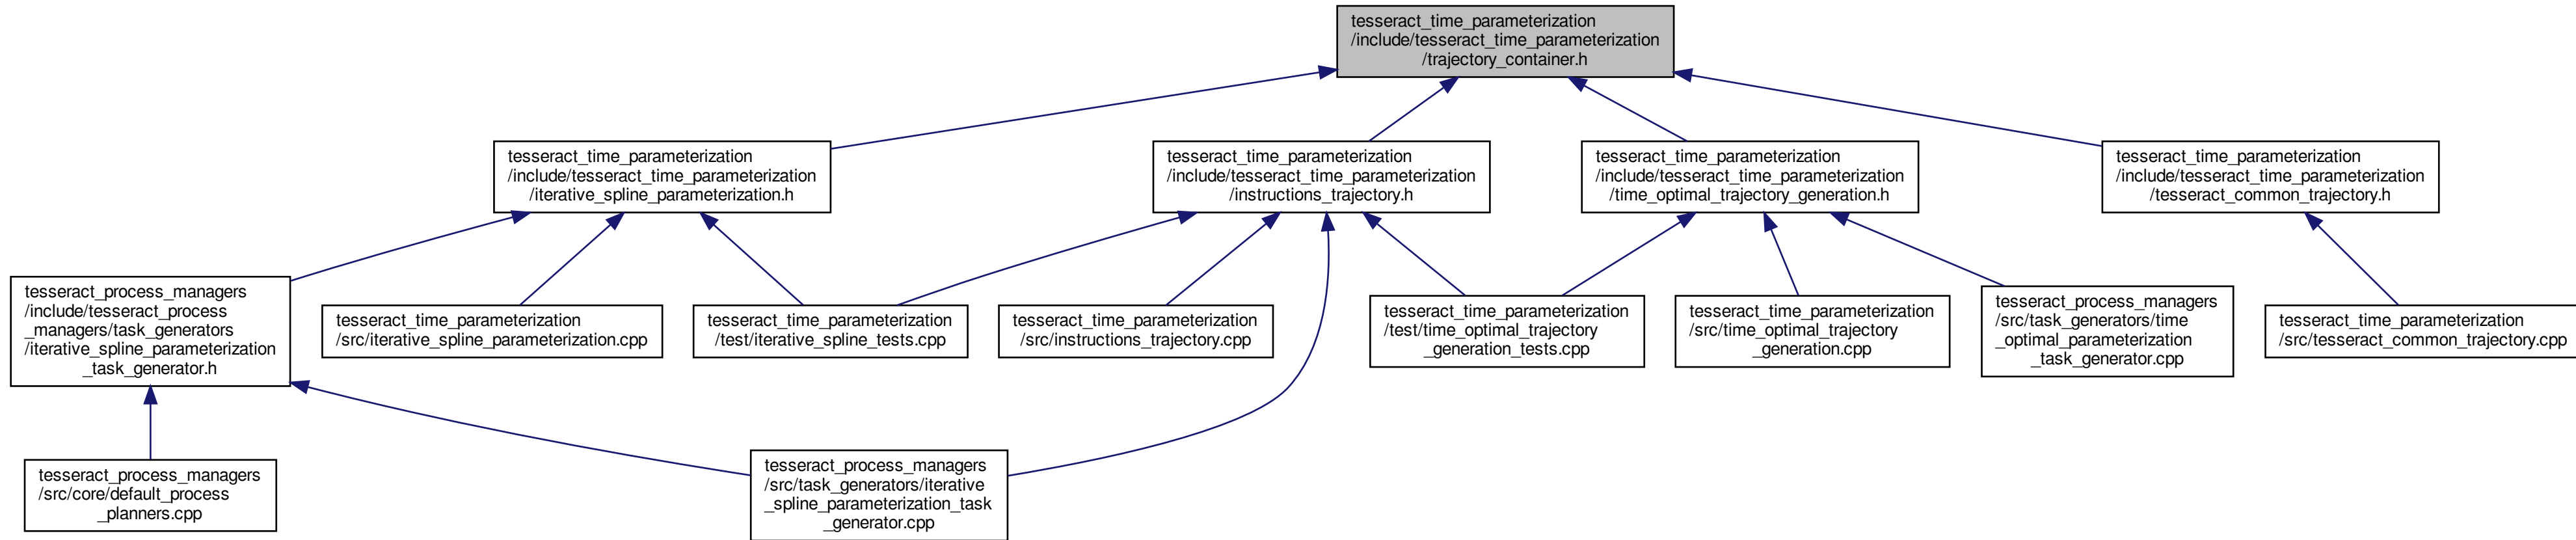 tesseract_time_parameterization
/include/tesseract_time_parameterization
/trajectory_container.h
tesseract_time_parameterization
/include/tesseract_time_parameterization
/iterative_spline_parameterization.h
tesseract_time_parameterization
/include/tesseract_time_parameterization
/instructions_trajectory.h
tesseract_time_parameterization
/include/tesseract_time_parameterization
/time_optimal_trajectory_generation.h
tesseract_time_parameterization
/include/tesseract_time_parameterization
/tesseract_common_trajectory.h
tesseract_process_managers
/include/tesseract_process
_managers/task_generators
/iterative_spline_parameterization
_task_generator.h
tesseract_time_parameterization
/src/iterative_spline_parameterization.cpp
tesseract_time_parameterization
/test/iterative_spline_tests.cpp
tesseract_time_parameterization
/src/instructions_trajectory.cpp
tesseract_time_parameterization
/test/time_optimal_trajectory
_generation_tests.cpp
tesseract_time_parameterization
/src/time_optimal_trajectory
_generation.cpp
tesseract_process_managers
/src/task_generators/time
_optimal_parameterization
_task_generator.cpp
tesseract_time_parameterization
/src/tesseract_common_trajectory.cpp
tesseract_process_managers
/src/core/default_process
_planners.cpp
tesseract_process_managers
/src/task_generators/iterative
_spline_parameterization_task
_generator.cpp